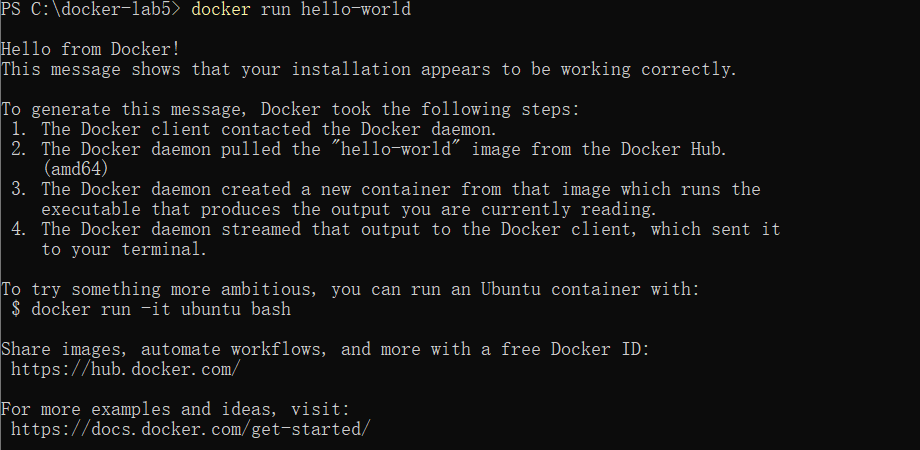 PS C:\docker-lab5> docker run hello-world
Hello from Docker!
This message shows that your installation appears to be working correctly.
To generate this message, Docker took the following steps:
1. The Docker client contacted the Docker daemon.
2. The Docker daemon pulled the "hello-world" image from the Docker Hub.
(amd64)
3. The Docker daemon created a new container from that image which runs the
executable that produces the output you are currently reading.
4. The Docker daemon streamed that output to the Docker client, which sent it
to your terminal.
To try something more ambitious, you can run an Ubuntu container with:
$ docker run -it ubuntu bash
Share images, automate workflows, and more with a free Docker ID:
https://hub.docker.com/
For more examples and ideas, visit:
https://docs.docker.com/get-started/